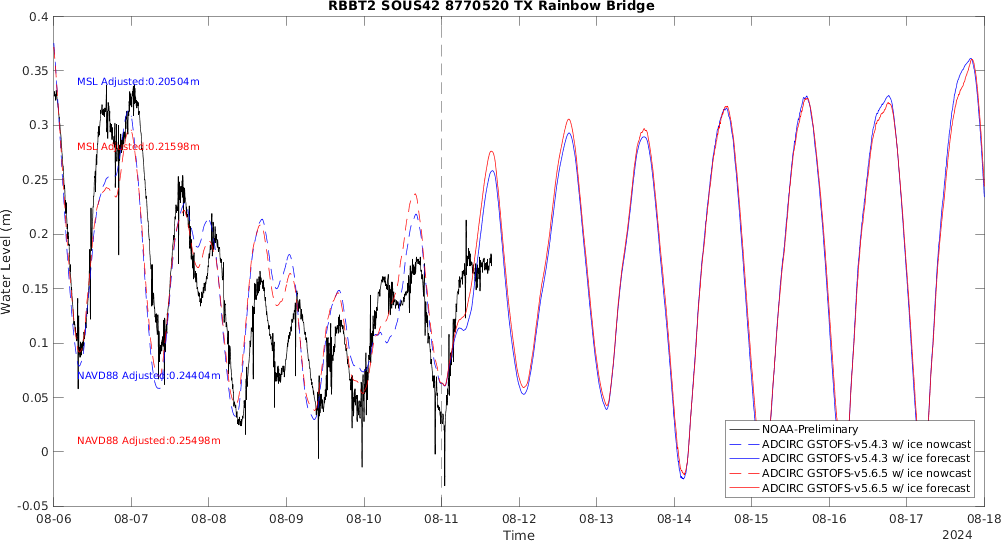 RBBT2 SOUS42 8770520 TX Rainbow Bridge
0.4
0.35
0.3
0.25
0.2
0.15
0.1
0.05
0
-0.05
Water Level (m)
MSL Adjusted:0.20504m
MSL Adjusted:0.21598m
NAVD88 Adjusted:0.24404m
NAVD88 Adjusted:0.25498m
NOAA-Preliminary
ADCIRC GSTOFS-v5.4.3 w/ ice nowcast
ADCIRC GSTOFS-v5.4.3 w/ ice forecast
ADCIRC GSTOFS-v5.6.5 w/ ice nowcast
ADCIRC GSTOFS-v5.6.5 w/ ice forecast
08-06 08-07 08-08 08-09 08-10 08-11 08-12 08-13 08-14 08-15 08-16 08-17 08-18
Time
2024